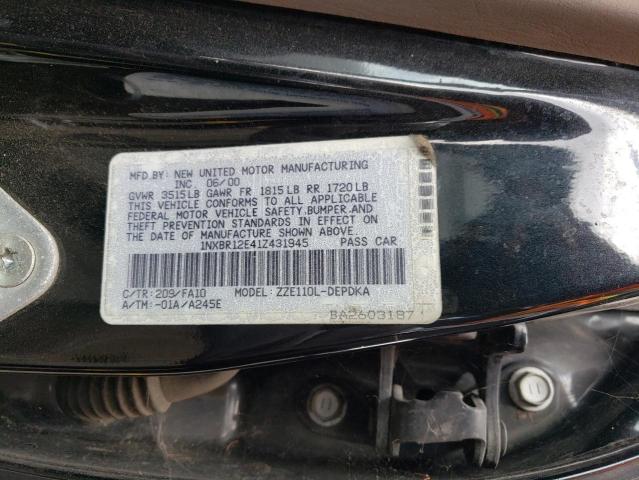 MFD.BY: NEW UNITED MOTOR MANUFACTURING
INC. 06/00
GVWR 3515LB GAWR FR 1815LB RR 1720LB
THIS VEHICLE CONFORMS TO ALL APPLICABLE
FEDERAL MOTOR VEHICLE SAFETY,BUMPER,AND
THEFT PREVENTION STANDARDS IN EFFECT ON
THE DATE OF MANUFACTURE SHOWN ABOVE.
1NXBR12E41Z431945 PASS CAR
C/TR: 209/FA10 MODEL: ZZE110L-DEPDKA
A/TM: -01A/A245E
BA2603187